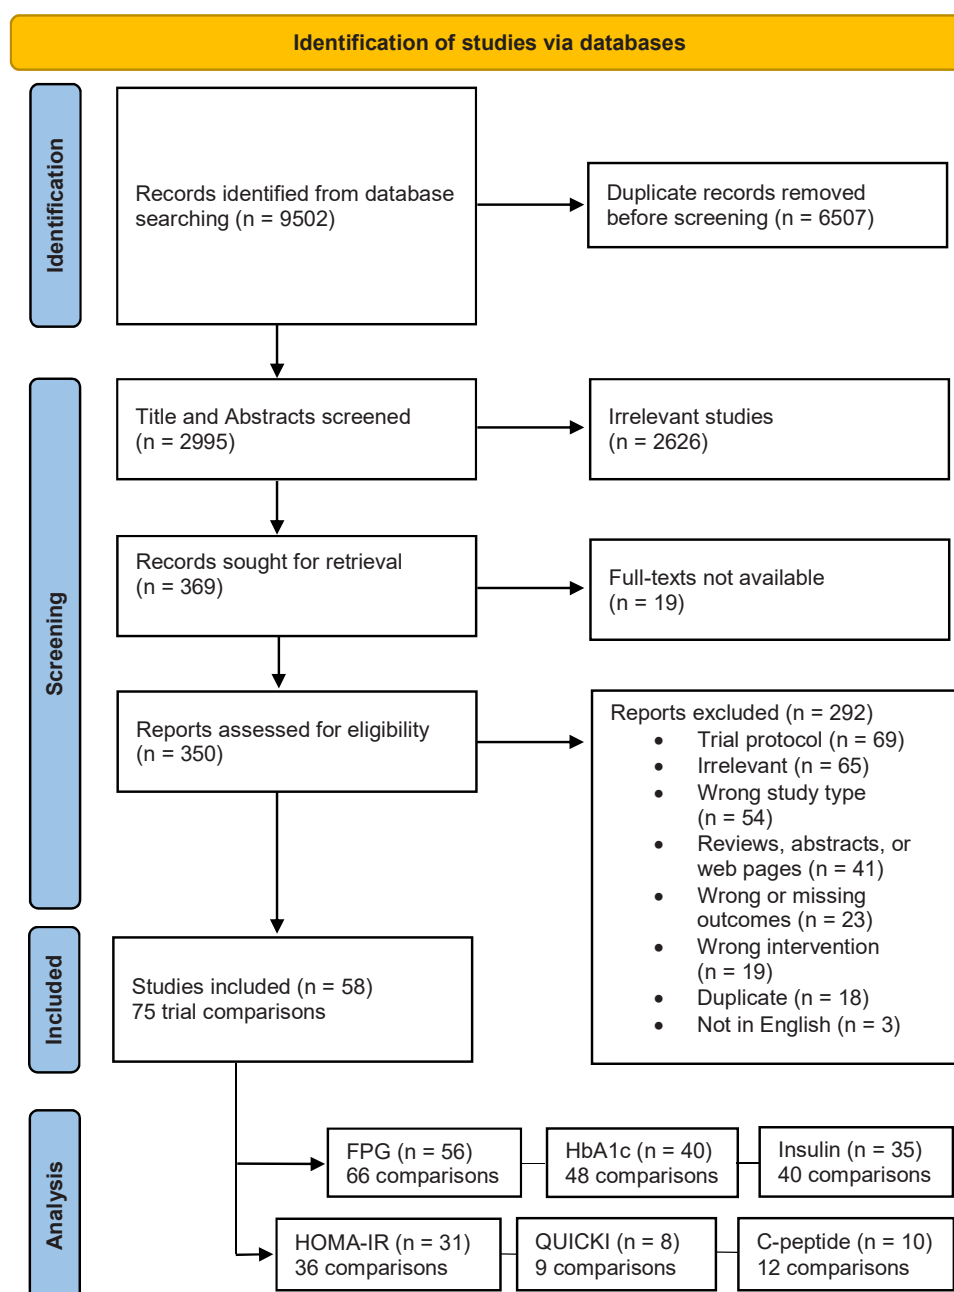 Identification of studies via databases
Identification
Records identified from database
searching (n = 9502)
Duplicate records removed
before screening (n = 6507)
Screening
Title and Abstracts screened
(n = 2995)
Irrelevant studies
(n = 2626)
Records sought for retrieval
(n = 369)
Full-texts not available
(n = 19)
Reports assessed for eligibility
(n = 350)
Reports excluded (n = 292)
• Trial protocol (n = 69)
• Irrelevant (n = 65)
• Wrong study type
(n = 54)
• Reviews, abstracts, or
web pages (n = 41)
• Wrong or missing
outcomes (n = 23)
• Wrong intervention
(n = 19)
• Duplicate (n = 18)
• Not in English (n = 3)
Included
Studies included (n = 58)
75 trial comparisons
Analysis
FPG (n = 56)
66 comparisons
HbA1c (n = 40)
48 comparisons
Insulin (n = 35)
40 comparisons
HOMA-IR (n = 31)
36 comparisons
QUICKI (n = 8)
9 comparisons
C-peptide (n = 10)
12 comparisons